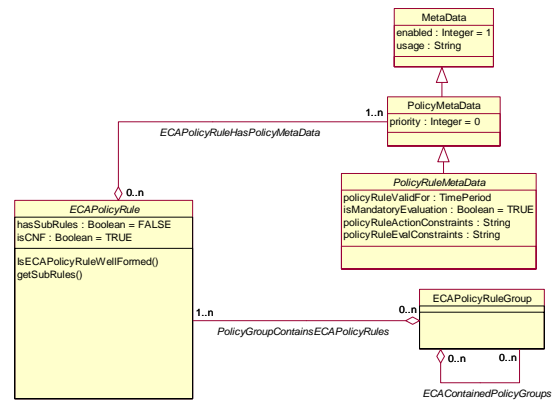 MetaData
enabled : Integer = 1
usage : String
PolicyMetaData
priority : Integer = 0
1..n
ECAPolicyRuleHasPolicyMetaData
PolicyRuleMetaData
policyRuleValidFor : TimePeriod
isMandatoryEvaluation : Boolean = TRUE
policyRuleActionConstraints : String
policyRuleEvalConstraints : String
0..n
ECAPolicyRule
hasSubRules : Boolean = FALSE
isCNF : Boolean = TRUE
IsECAPolicyRuleWellFormed()
getSubRules()
1..n
0..n
PolicyGroupContainsECAPolicyRules
ECAPolicyRuleGroup
0..n
0..n
ECAContainedPolicyGroups